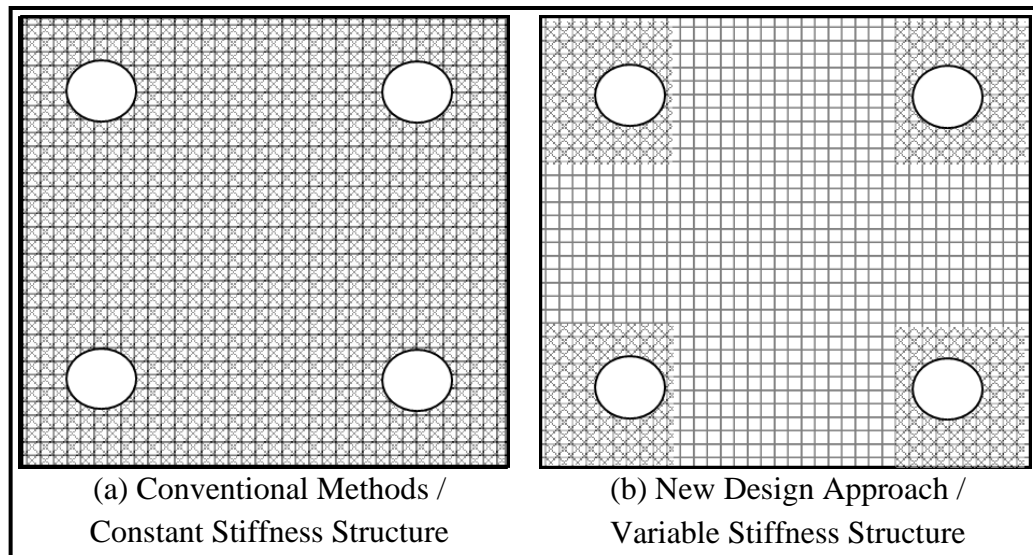 (a) Conventional Methods /
Constant Stiffness Structure
(b) New Design Approach /
Variable Stiffness Structure